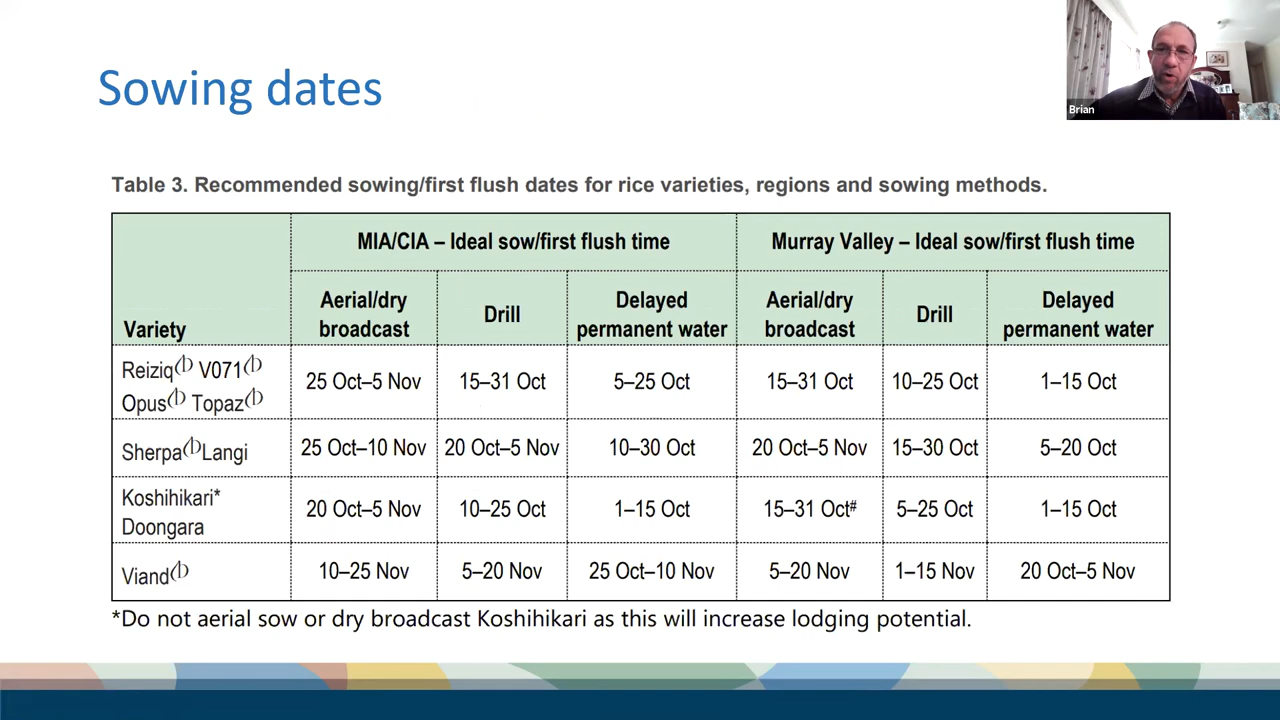 Sowing dates
Brian
Table 3. Recommended sowing/first flush dates for rice varieties, regions and sowing methods.
MIA/CIA – Ideal sow/first flush time
Murray Valley – Ideal sow/first flush time
Variety
Aerial/dry
broadcast
Drill
Delayed
permanent water
Aerial/dry
broadcast
Drill
Delayed
permanent water
Reiziq V071
Opus Topaz
25 Oct–5 Nov
15–31 Oct
5–25 Oct
15–31 Oct
10–25 Oct
1–15 Oct
Sherpa Langi
25 Oct–10 Nov
20 Oct–5 Nov
10–30 Oct
20 Oct–5 Nov
15–30 Oct
5–20 Oct
Koshihikari*
Doongara
20 Oct–5 Nov
10–25 Oct
1–15 Oct
15–31 Oct#
5–25 Oct
1–15 Oct
Viand
10–25 Nov
5–20 Nov
25 Oct–10 Nov
5–20 Nov
1–15 Nov
20 Oct–5 Nov
*Do not aerial sow or dry broadcast Koshihikari as this will increase lodging potential.